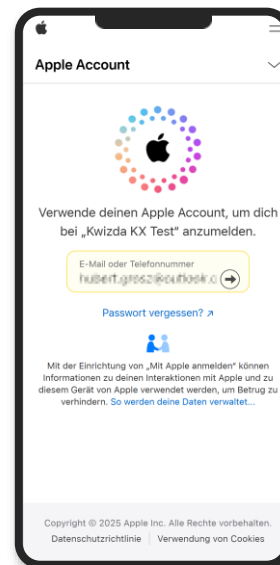 Apple Account
Verwende deinen Apple Account, um dich
bei „Kwizda KX Test" anzumelden.
E-Mail oder Telefonnummer
Passwort vergessen? ↗
Mit der Einrichtung von „Mit Apple anmelden" können
Informationen zu deinen Interaktionen mit Apple und zu
diesem Gerät von Apple verwendet werden, um Betrug zu
verhindern. So werden deine Daten verwaltet...
Copyright © 2025 Apple Inc. Alle Rechte vorbehalten.
Datenschutzrichtlinie | Verwendung von Cookies